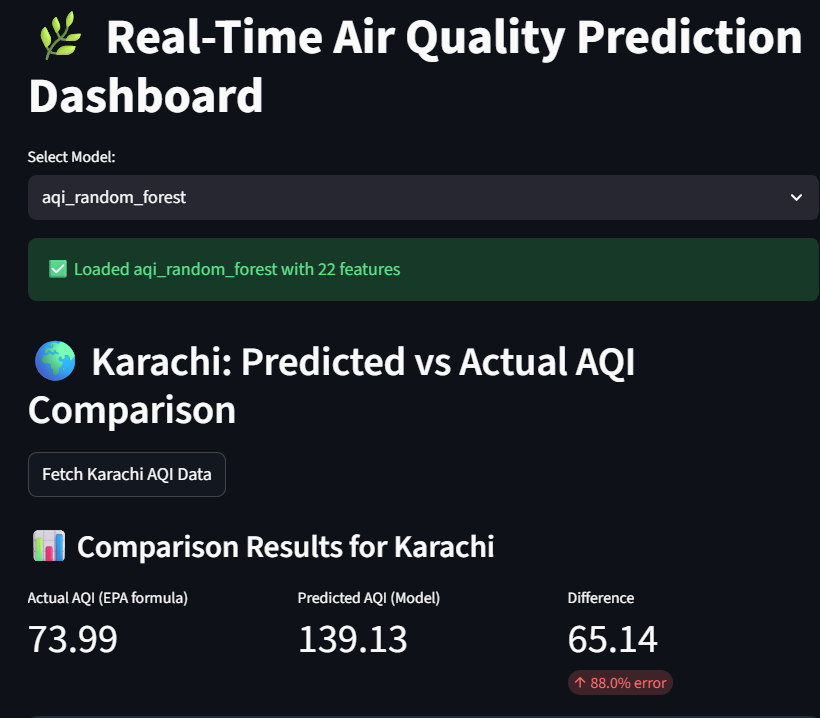 🌿 Real-Time Air Quality Prediction
Dashboard
Select Model:
aqi_random_forest
✅ Loaded aqi_random_forest with 22 features
🌍 Karachi: Predicted vs Actual AQI
Comparison
Fetch Karachi AQI Data
📊 Comparison Results for Karachi
Actual AQI (EPA formula) Predicted AQI (Model) Difference
73.99 139.13 65.14
↑ 88.0% error